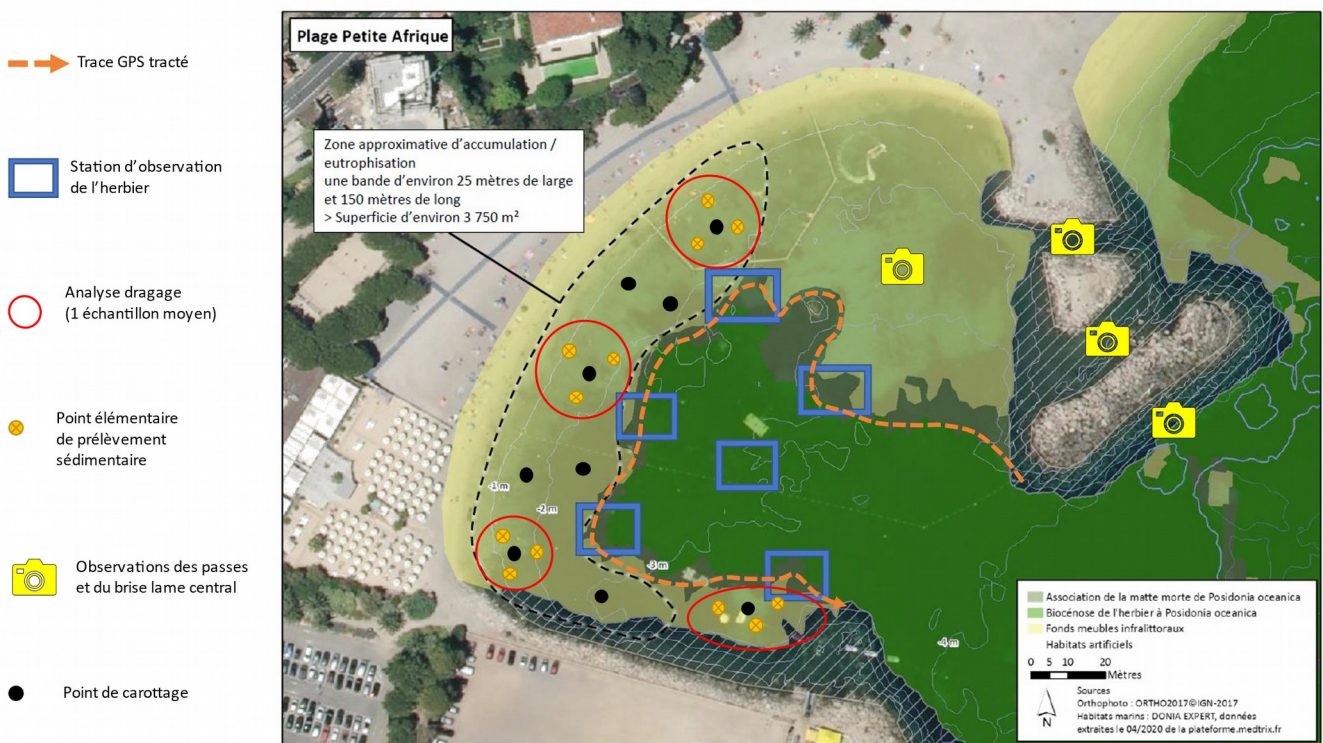 Plage Petite Afrique
Trace GPS tracté
Station d'observation
de l'herbier
Analyse dragage
(1 échantillon moyen)
Point élémentaire
de prélèvement
sédimentaire
Observations des passes
et du brise lame central
Point de carottage
Zone approximative d'accumulation /
eutrophisation
une bande d'environ 25 mètres de large
et 150 mètres de long
> Superficie d'environ 3 750 m²
-1 m
-2 m
-3 m
-4 m
Association de la matte morte de Posidonia oceanica
Biocénose de l'herbier à Posidonia oceanica
Fonds meubles infralittoraux
Habitats artificiels
0 5 10 20
Mètres
N
Sources
Orthophoto : ORTHO2017©IGN-2017
Habitats marins : DONIA EXPERT, données
extraites le 04/2020 de la plateforme.medtrix.fr